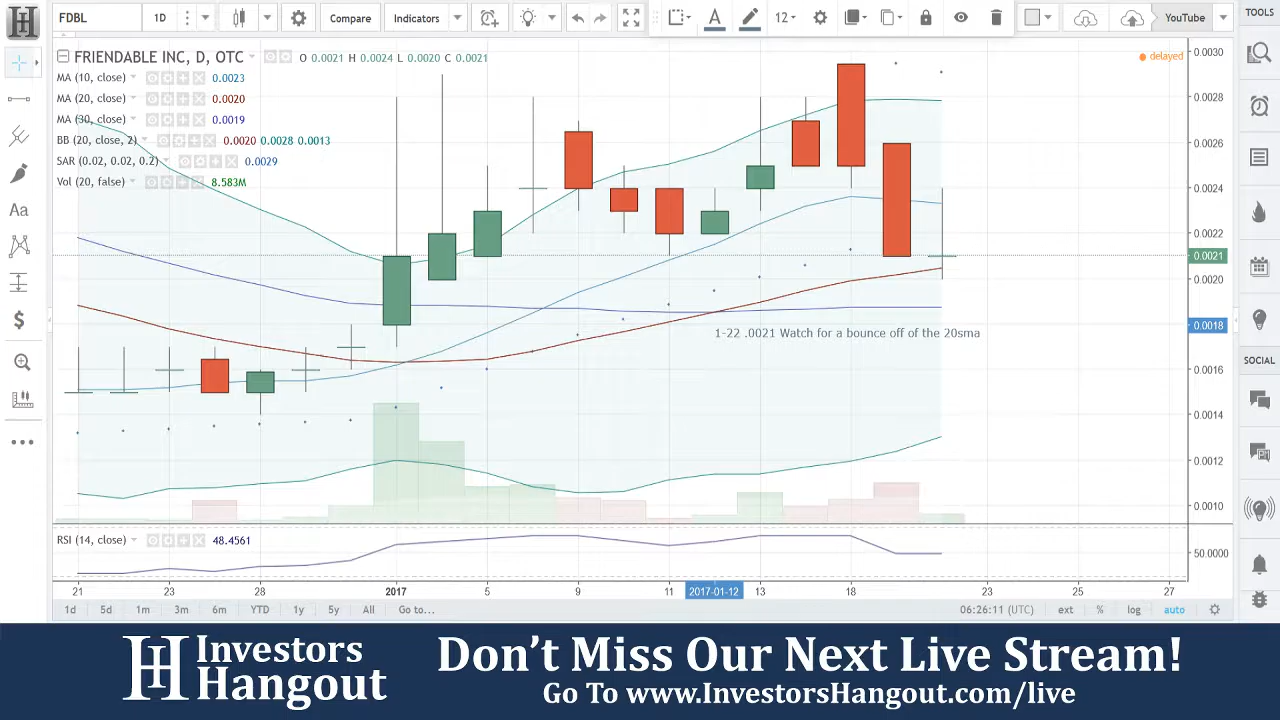 FDBL 1D Compare Indicators 12 YouTube TOOLS
FRIENDABLE INC, D, OTC O 0.0021 H 0.0024 L 0.0020 C 0.0021
delayed
MA (10, close) 0.0023
MA (20, close) 0.0020
MA (30, close) 0.0019
BB (20, close, 2) 0.0020 0.0028 0.0013
SAR (0.02, 0.02, 0.2) 0.0029
Vol (20, false) 8.583M
Aa
0.0030
0.0028
0.0026
0.0024
0.0022
0.0021
0.0020
0.0018
0.0016
0.0014
0.0012
0.0010
1-22 .0021 Watch for a bounce off of the 20sma
SOCIAL
RSI (14, close) 48.4561
50.0000
21 23 28 2017 5 9 11 2017-01-12 13 18 23 25 27
1d 5d 1m 3m 6m YTD 1y 5y All Go to... 06:26:11 (UTC) ext % log auto
Investors
Hangout
Don't Miss Our Next Live Stream!
Go To www.InvestorsHangout.com/live